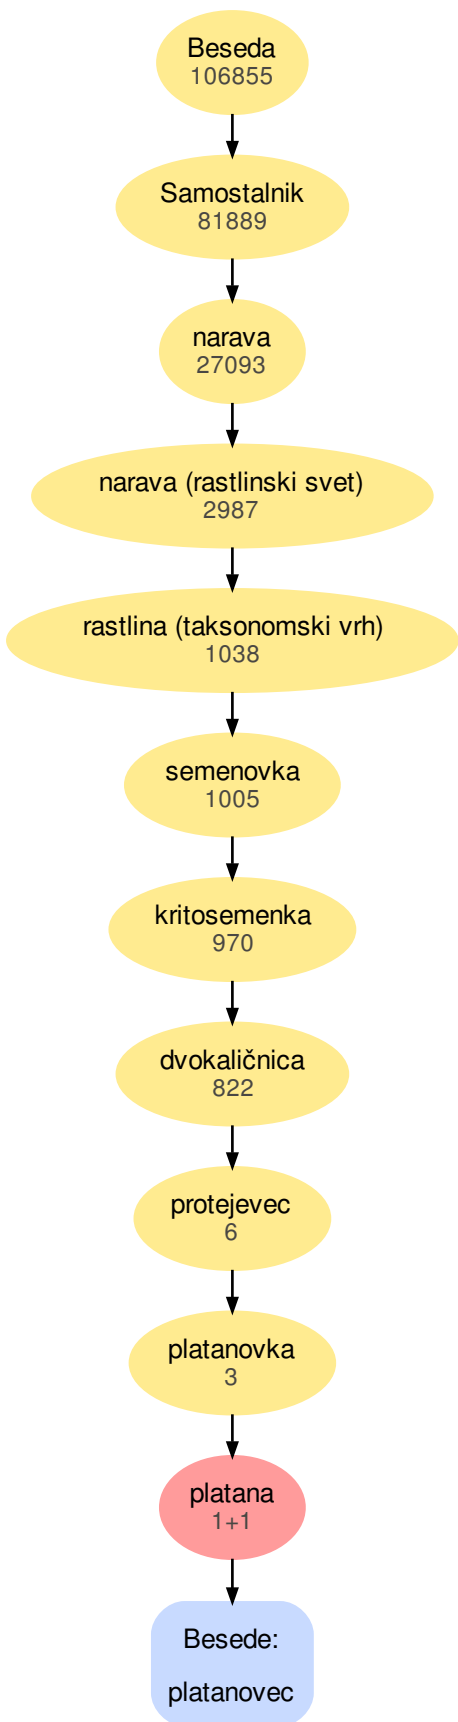 Beseda
106855
Samostalnik
81889
narava
27093
narava (rastlinski svet)
2987
rastlina (taksonomski vrh)
1038
semenovka
1005
kritosemenka
970
dvokaličnica
822
protejevec
6
platanovka
3
platana
1+1
Besede:
platanovec